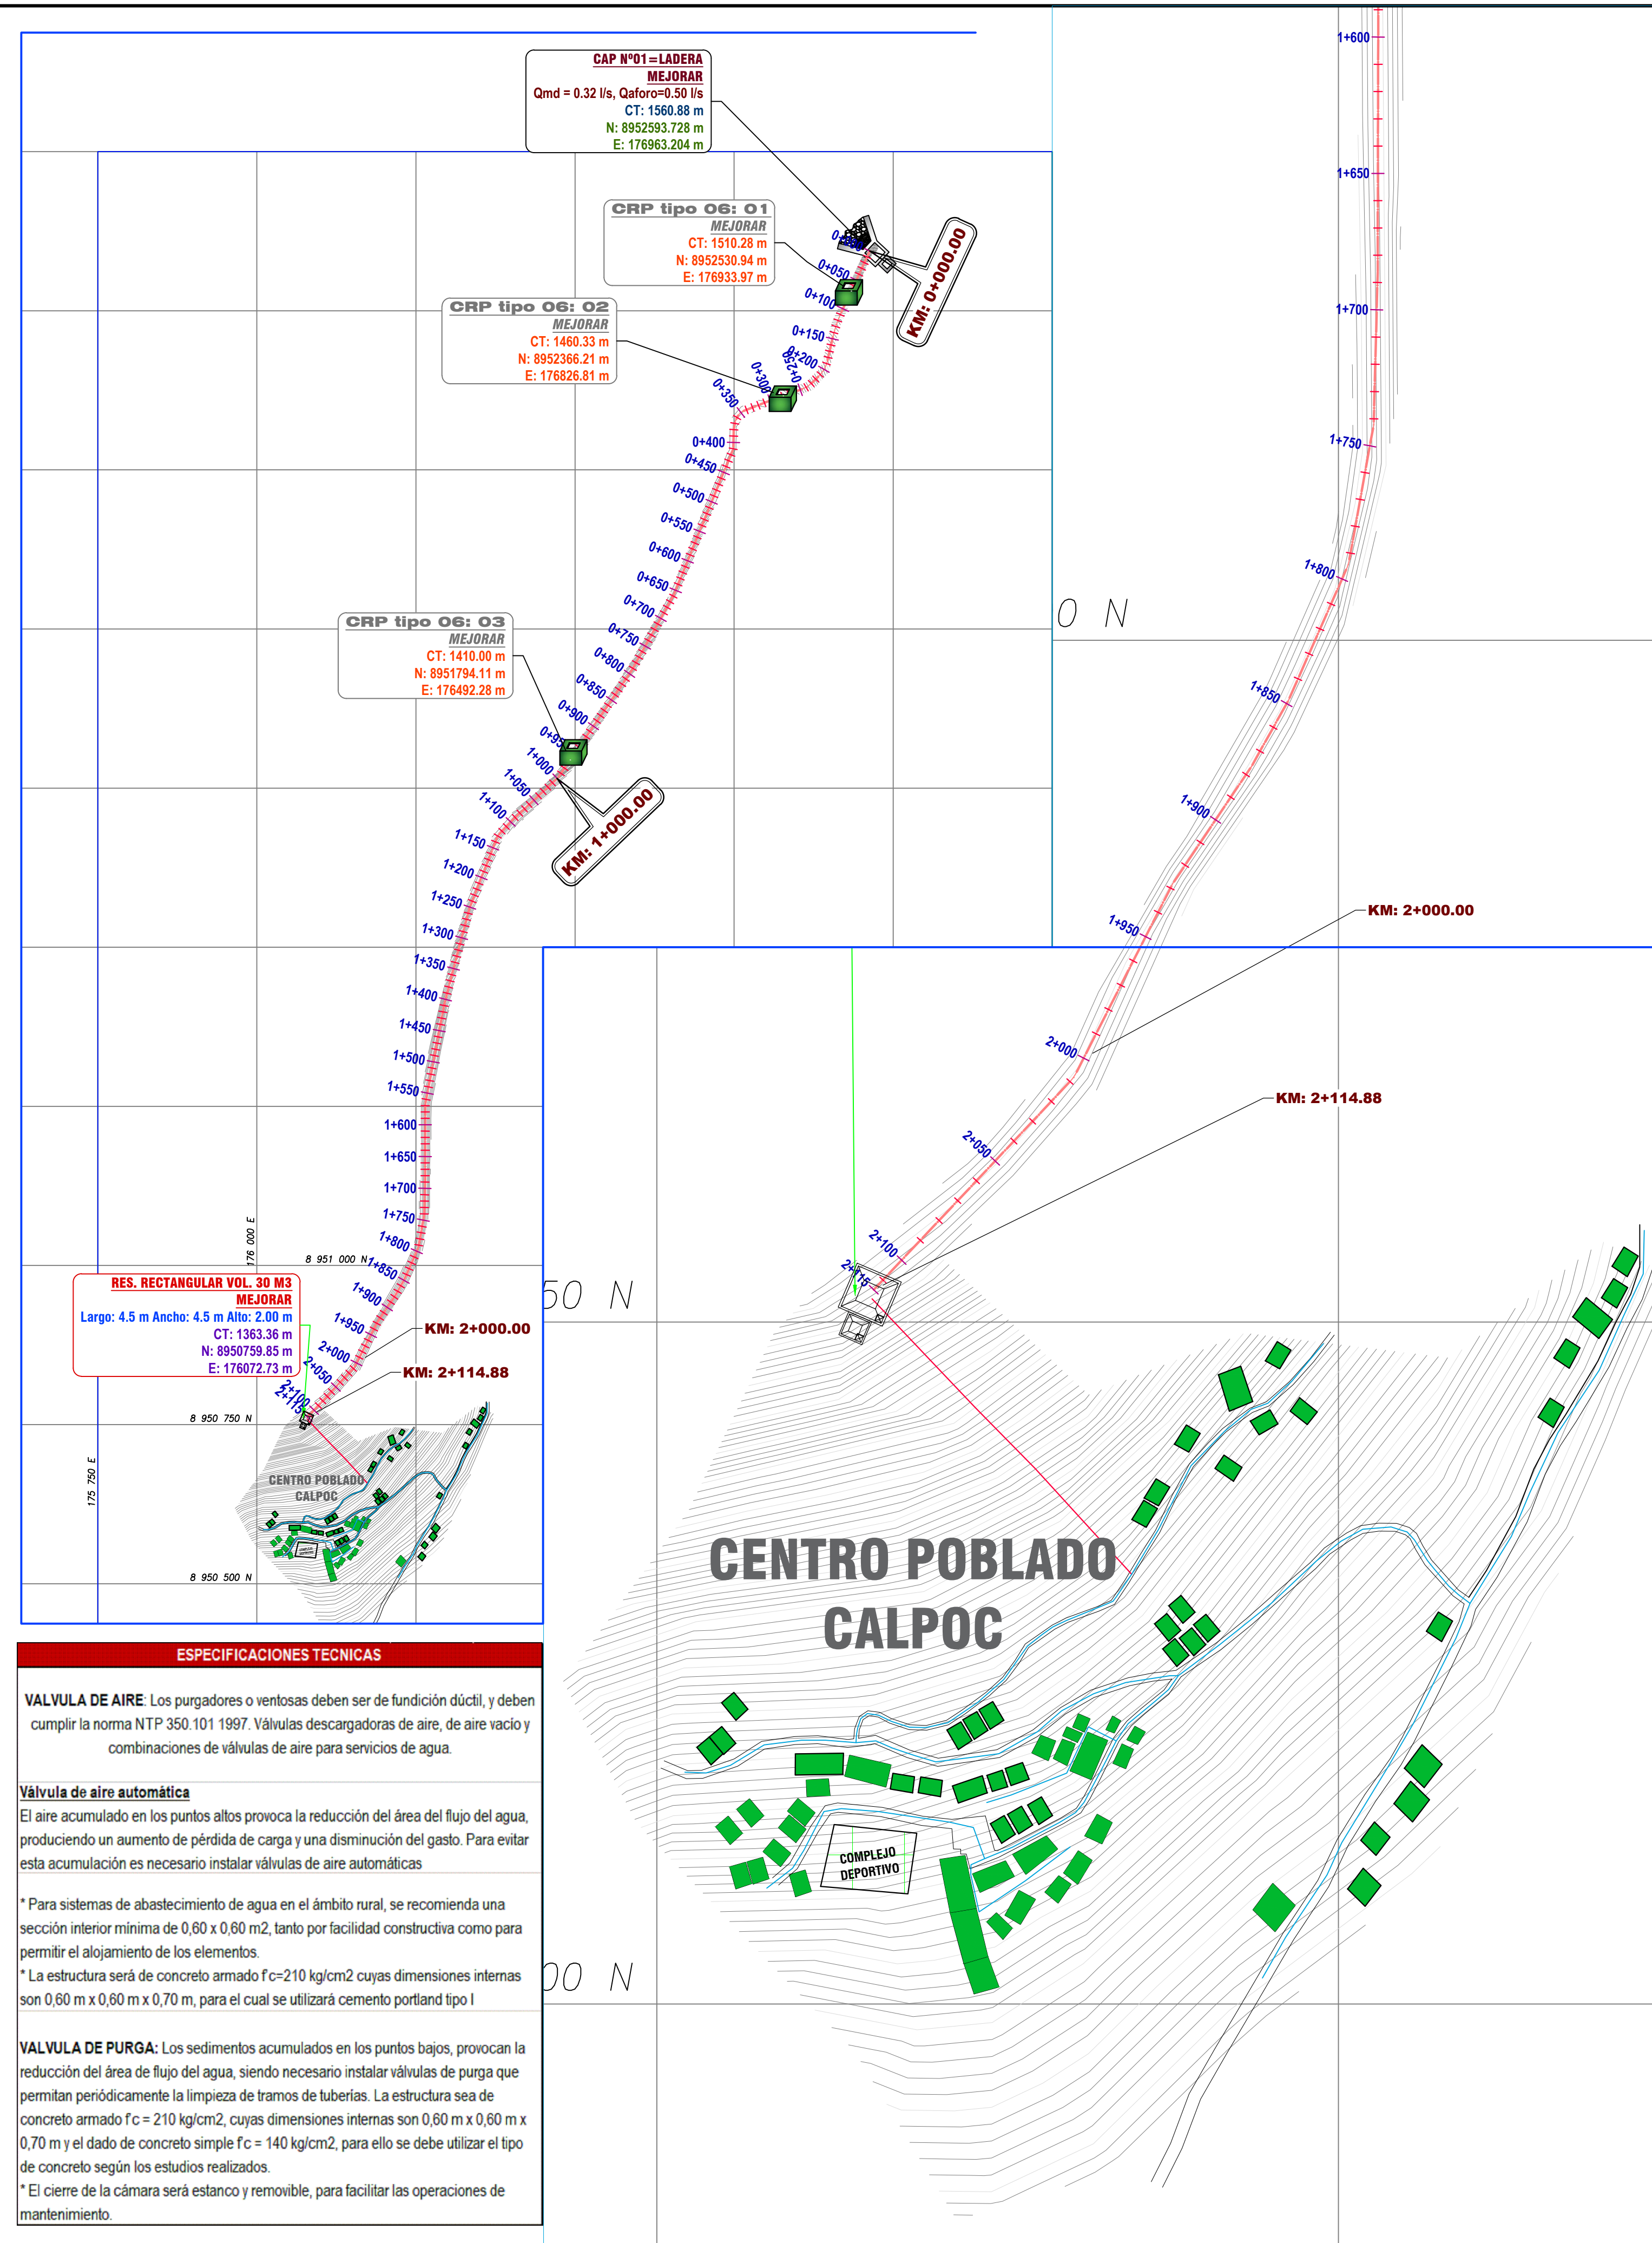 CAP Nº01=LADERA
MEJORAR
Qmd = 0.32 l/s, Qaforo=0.50 l/s
CT: 1560.88 m
N: 8952593.728 m
E: 176963.204 m
CRP tipo 06: 01
MEJORAR
CT: 1510.28 m
N: 8952530.94 m
E: 176933.97 m
KM: 0+000.00
CRP tipo 06: 02
MEJORAR
CT: 1460.33 m
N: 8952366.21 m
E: 176826.81 m
0+050
0+100
0+150
0+200
0+250
0+300
0+350
0+400
0+450
0+500
0+550
0+600
0+650
0+700
0+750
0+800
0+850
0+900
CRP tipo 06: 03
MEJORAR
CT: 1410.00 m
N: 8951794.11 m
E: 176492.28 m
1+000
KM: 1+000.00
1+050
1+100
1+150
1+200
1+250
1+300
1+350
1+400
1+450
1+500
1+550
1+600
1+650
1+700
1+750
1+800
1+850
1+900
1+950
2+000
2+050
2+100
2+115
176 000 E
8 951 000 N
RES. RECTANGULAR VOL. 30 M3
MEJORAR
Largo: 4.5 m Ancho: 4.5 m Alto: 2.00 m
CT: 1363.36 m
N: 8950759.85 m
E: 176072.73 m
KM: 2+000.00
KM: 2+114.88
8 950 750 N
175 750 E
CENTRO POBLADO
CALPOC
8 950 500 N
1+600
1+650
1+700
1+750
1+800
0 N
1+850
1+900
1+950
KM: 2+000.00
2+000
KM: 2+114.88
2+050
2+100
2+115
50 N
CENTRO POBLADO
CALPOC
COMPLEJO
DEPORTIVO
00 N
ESPECIFICACIONES TECNICAS
VALVULA DE AIRE: Los purgadores o ventosas deben ser de fundición dúctil, y deben
cumplir la norma NTP 350.101 1997. Válvulas descargadoras de aire, de aire vacío y
combinaciones de válvulas de aire para servicios de agua.
Válvula de aire automática
El aire acumulado en los puntos altos provoca la reducción del área del flujo del agua,
produciendo un aumento de pérdida de carga y una disminución del gasto. Para evitar
esta acumulación es necesario instalar válvulas de aire automáticas
* Para sistemas de abastecimiento de agua en el ámbito rural, se recomienda una
sección interior mínima de 0,60 x 0,60 m2, tanto por facilidad constructiva como para
permitir el alojamiento de los elementos.
* La estructura será de concreto armado f'c=210 kg/cm2 cuyas dimensiones internas
son 0,60 m x 0,60 m x 0,70 m, para el cual se utilizará cemento portland tipo I
VALVULA DE PURGA: Los sedimentos acumulados en los puntos bajos, provocan la
reducción del área de flujo del agua, siendo necesario instalar válvulas de purga que
permitan periódicamente la limpieza de tramos de tuberías. La estructura sea de
concreto armado f'c = 210 kg/cm2, cuyas dimensiones internas son 0,60 m x 0,60 m x
0,70 m y el dado de concreto simple f'c = 140 kg/cm2, para ello se debe utilizar el tipo
de concreto según los estudios realizados.
* El cierre de la cámara será estanco y removible, para facilitar las operaciones de
mantenimiento.